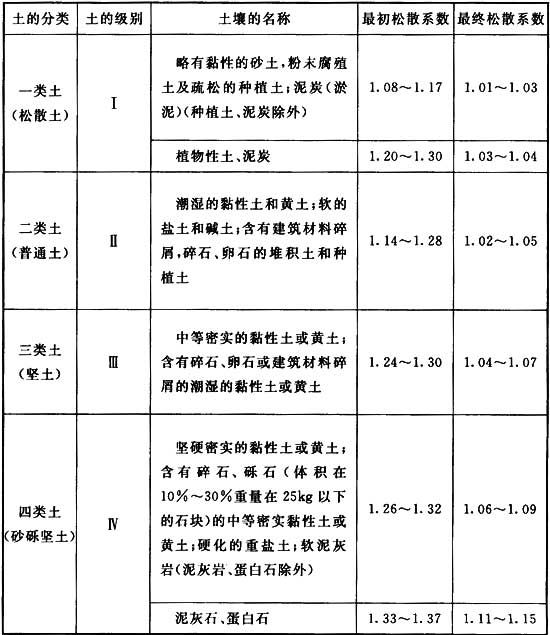 土的分类 土的级别 土壤的名称 最初松散系数 最终松散系数
一类土
(松散土)
Ⅰ
略有黏性的砂土,粉末腐殖
土及疏松的种植土;泥炭(淤
泥)(种植土、泥炭除外)
1.08～1.17 1.01～1.03
植物性土、泥炭 1.20～1.30 1.03～1.04
二类土
(普通土)
Ⅱ
潮湿的黏性土和黄土;软的
盐土和碱土;含有建筑材料碎
屑,碎石、卵石的堆积土和种
植土
1.14～1.28 1.02～1.05
三类土
(坚土)
Ⅲ
中等密实的黏性土或黄土;
含有碎石、卵石或建筑材料碎
屑的潮湿的黏性土或黄土
1.24～1.30 1.04～1.07
四类土
(砂砾坚土)
Ⅳ
坚硬密实的黏性土或黄土;
含有碎石、砾石(体积在
10%～30%重量在25kg以下
的石块)的中等密实黏性土或
黄土;硬化的重盐土;软泥灰
岩(泥灰岩、蛋白石除外)
1.26～1.32 1.06～1.09
泥灰石、蛋白石 1.33～1.37 1.11～1.15